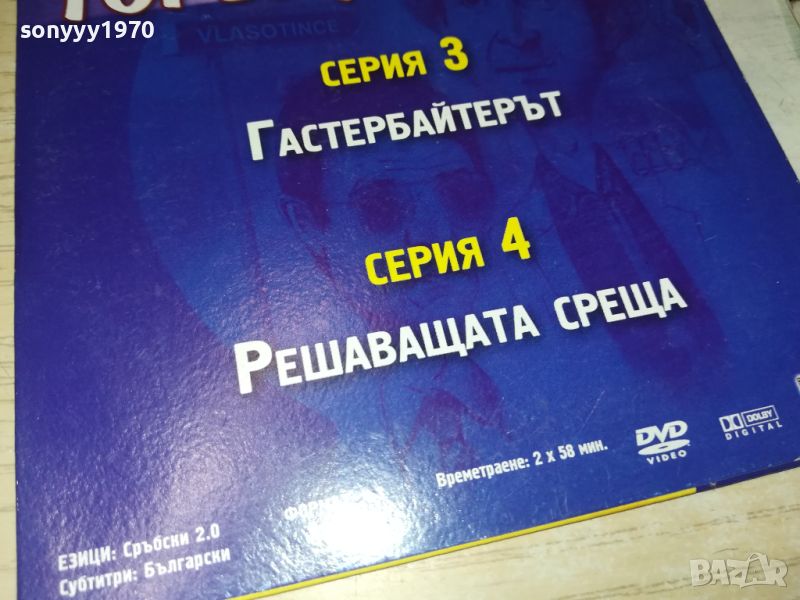 sonyyy1970
VLASOTINCE
СЕРИЯ 3
ГАСТЕРБАЙТЕРЪТ
СЕРИЯ 4
РЕШАВАЩАТА СРЕЩА
Времетраене: 2 x 58 мин.
DVD
VIDEO
DOLBY
DIGITAL
ЕЗИЦИ: Сръбски 2.0
Субтитри: Български
BAZAR